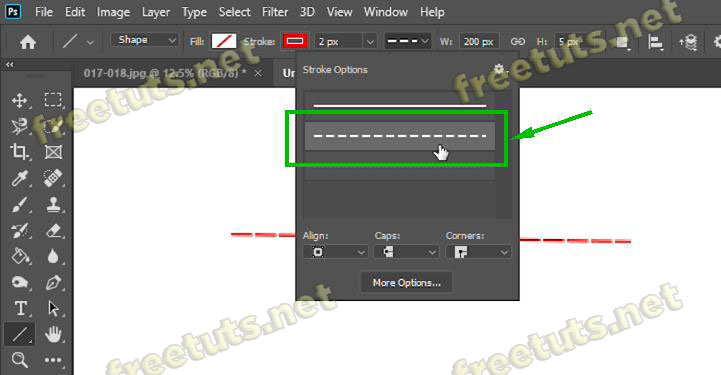 Ps File Edit Image Layer Type Select Filter 3D View Window Help
Shape Fill: Stroke: 2 px W: 200 px H: 5 px
017-018.jpg @ 12.5% (RGB/8) * × Un
Stroke Options
Align: Caps: Corners:
More Options...
T
freetuts.net
freetuts.net
freetuts.net
freetuts.net
freetuts.net